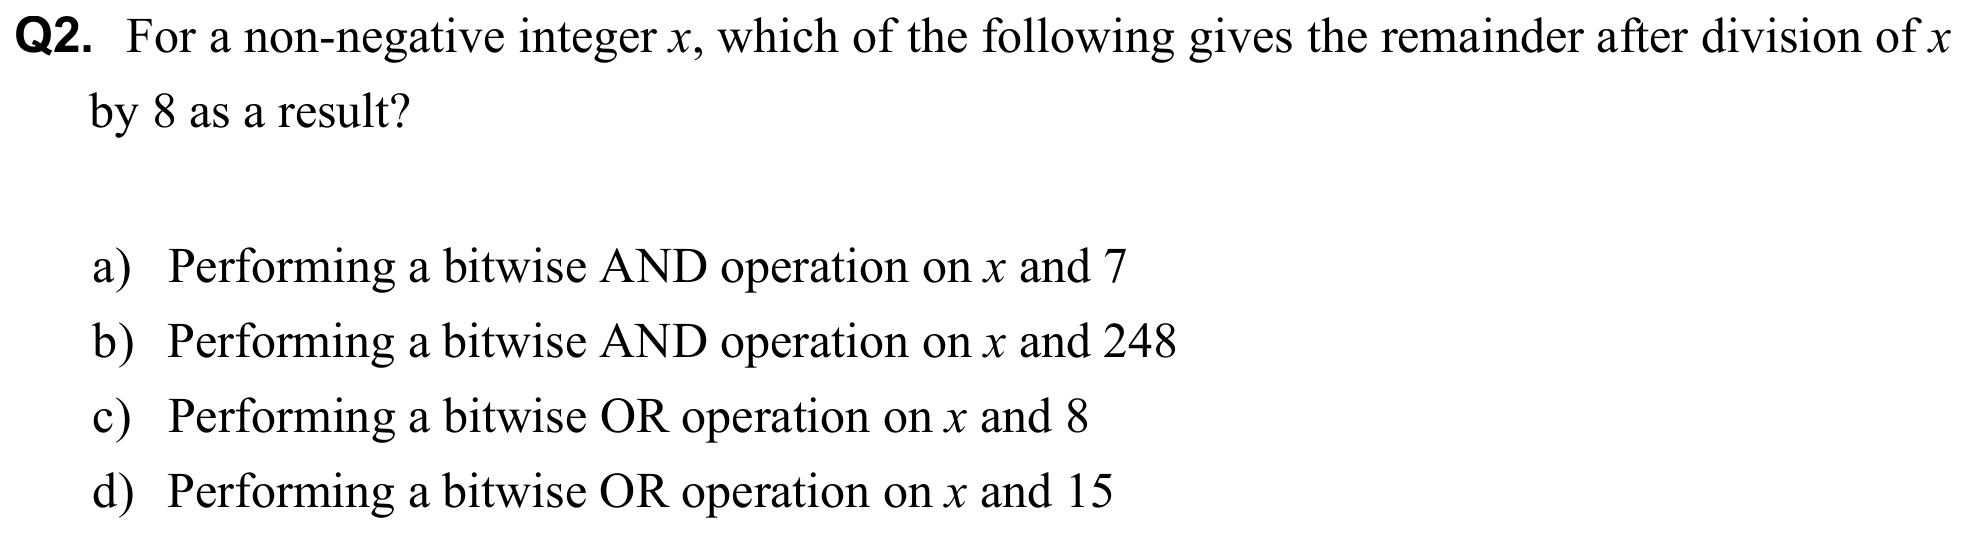 Q2. For a non-negative integer x, which of the following gives the remainder after division of x
by 8 as a result?
a) Performing a bitwise AND operation on x and 7
b) Performing a bitwise AND operation on x and 248
c) Performing a bitwise OR operation on x and 8
d) Performing a bitwise OR operation on x and 15